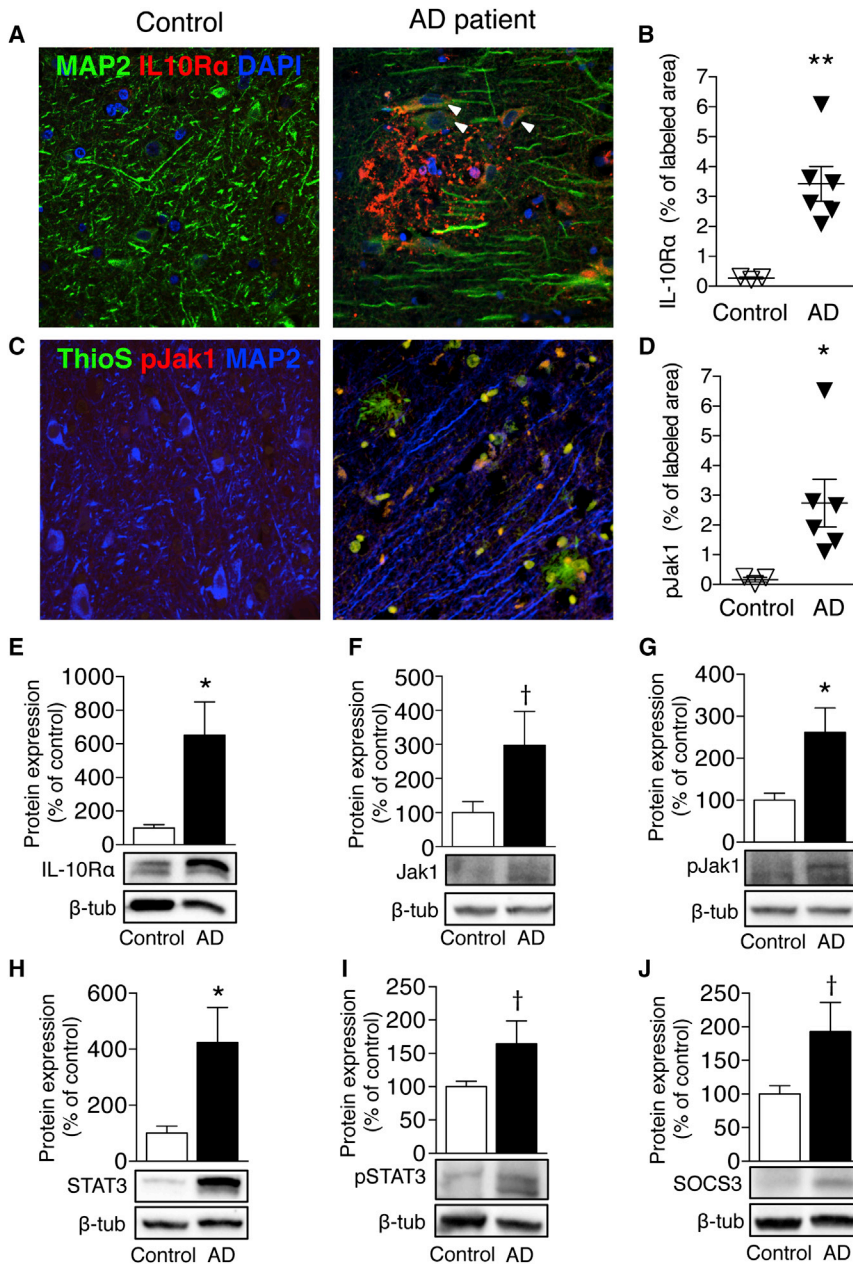 Control
AD patient
A
MAP2 IL10Rα DAPI
B
**
IL-10Rα (% of labeled area)
7
6
5
4
3
2
1
0
Control AD
C
ThioS pJak1 MAP2
D
*
pJak1 (% of labeled area)
7
6
5
4
3
2
1
0
Control AD
E
Protein expression
(% of control)
1000
800
600
400
200
0
*
IL-10Rα
β-tub
Control AD
F
Protein expression
(% of control)
500
400
300
200
100
0
†
Jak1
β-tub
Control AD
G
Protein expression
(% of control)
400
300
200
100
0
*
pJak1
β-tub
Control AD
H
Protein expression
(% of control)
600
400
200
0
*
STAT3
β-tub
Control AD
I
Protein expression
(% of control)
250
200
150
100
50
0
†
pSTAT3
β-tub
Control AD
J
Protein expression
(% of control)
250
200
150
100
50
0
†
SOCS3
β-tub
Control AD